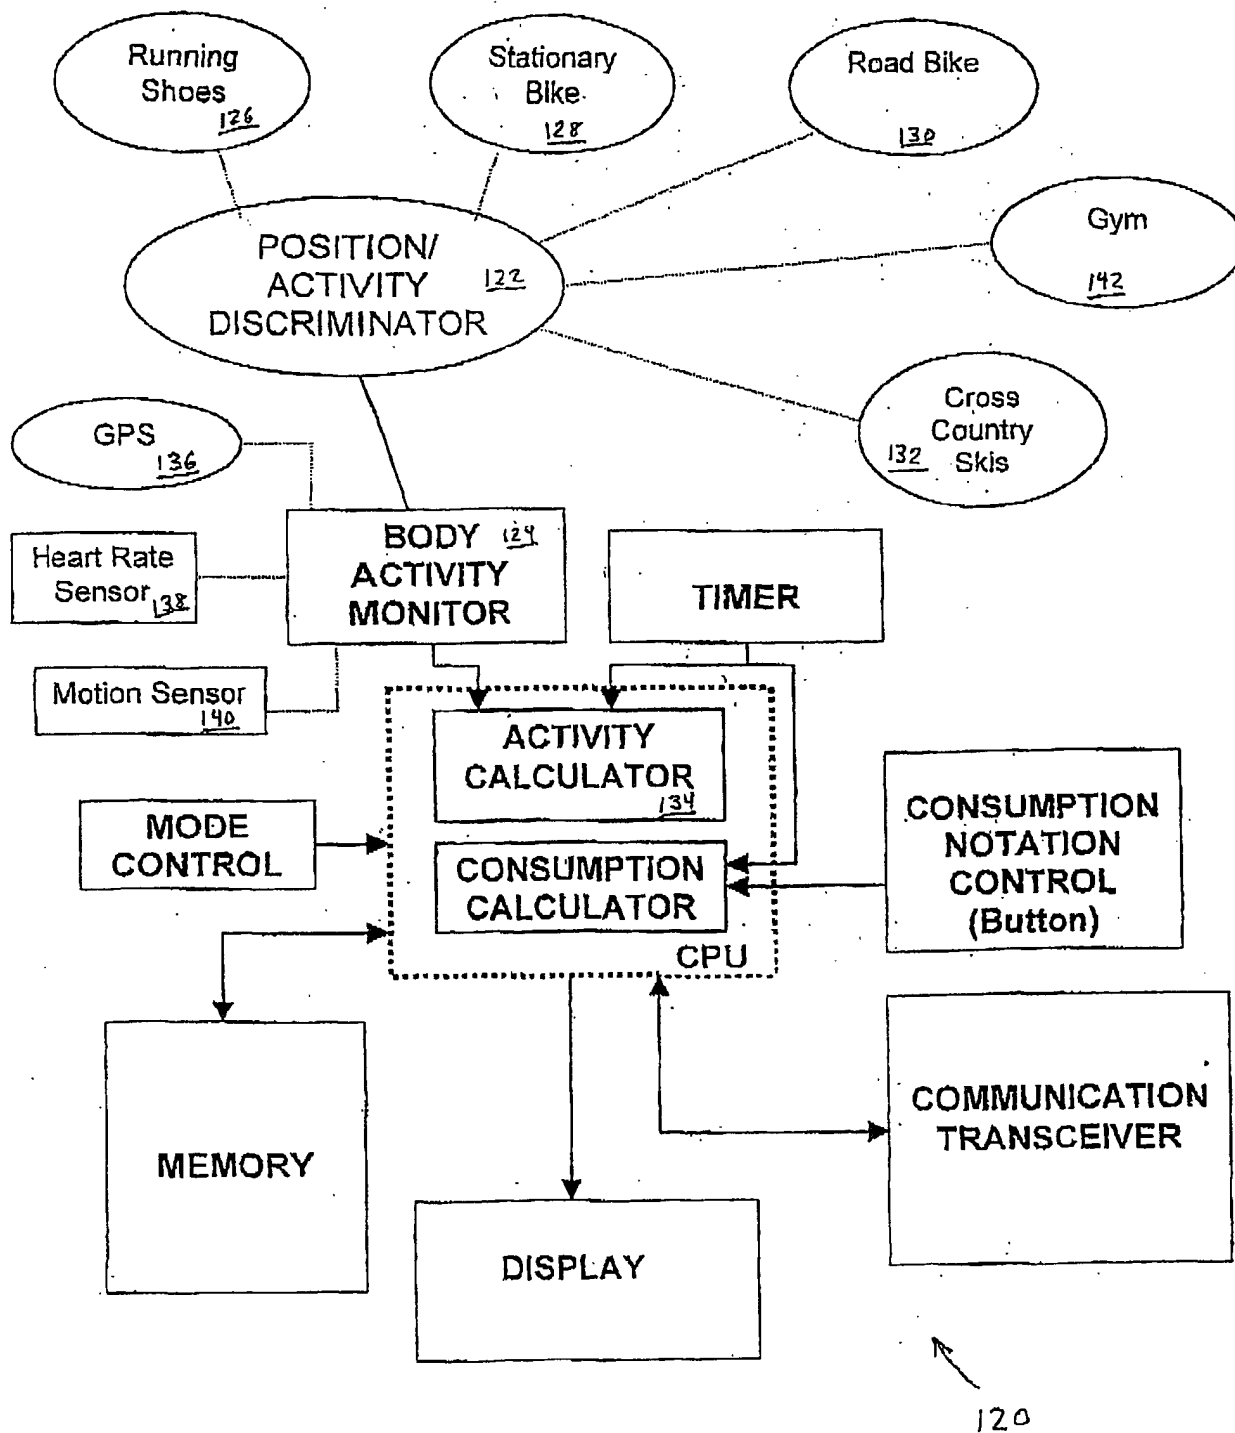 Running
Shoes
126
Stationary
Bike
128
Road Bike
130
Gym
142
POSITION/
ACTIVITY
DISCRIMINATOR
122
Cross
Country
Skis
132
GPS
136
BODY
ACTIVITY
MONITOR
124
Heart Rate
Sensor
138
TIMER
Motion Sensor
140
ACTIVITY
CALCULATOR
134
MODE
CONTROL
CONSUMPTION
CALCULATOR
CPU
CONSUMPTION
NOTATION
CONTROL
(Button)
MEMORY
COMMUNICATION
TRANSCEIVER
DISPLAY
120